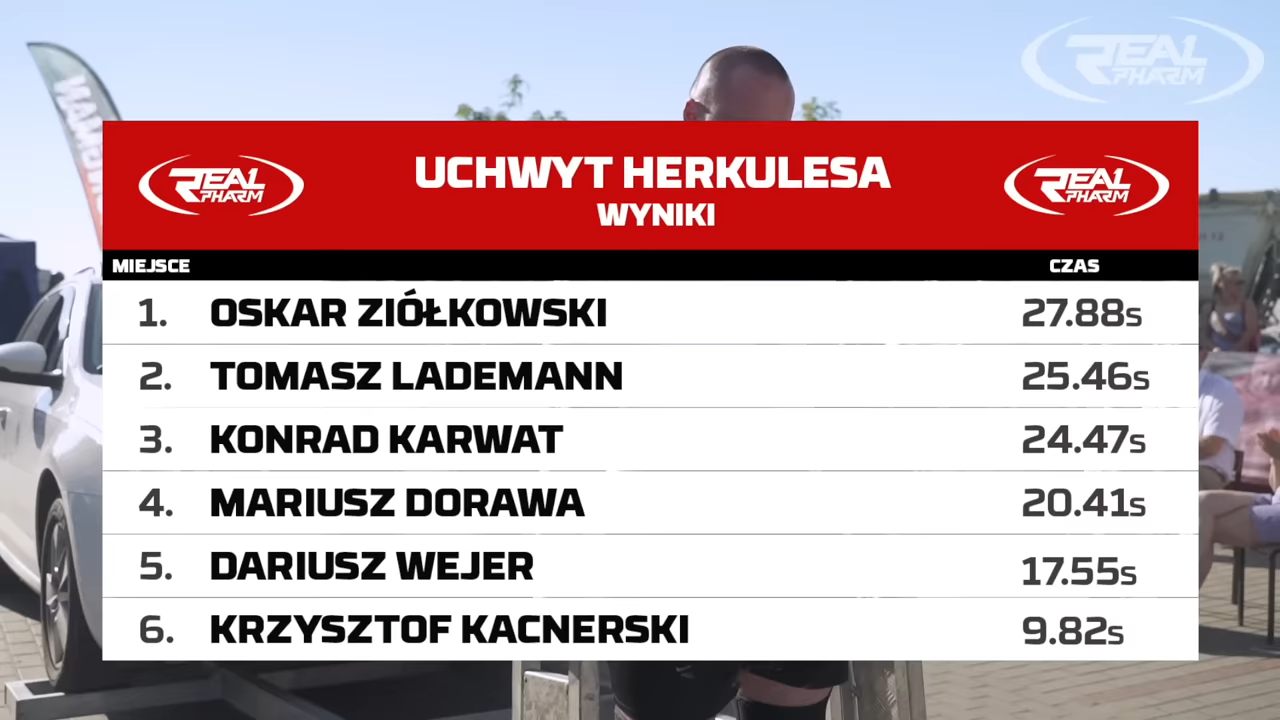 REAL
PHARM
REAL
PHARM
UCHWYT HERKULESA
WYNIKI
REAL
PHARM
MIEJSCE CZAS
1. OSKAR ZIÓŁKOWSKI 27.88s
2. TOMASZ LADEMANN 25.46s
3. KONRAD KARWAT 24.47s
4. MARIUSZ DORAWA 20.41s
5. DARIUSZ WEJER 17.55s
6. KRZYSZTOF KACNERSKI 9.82s